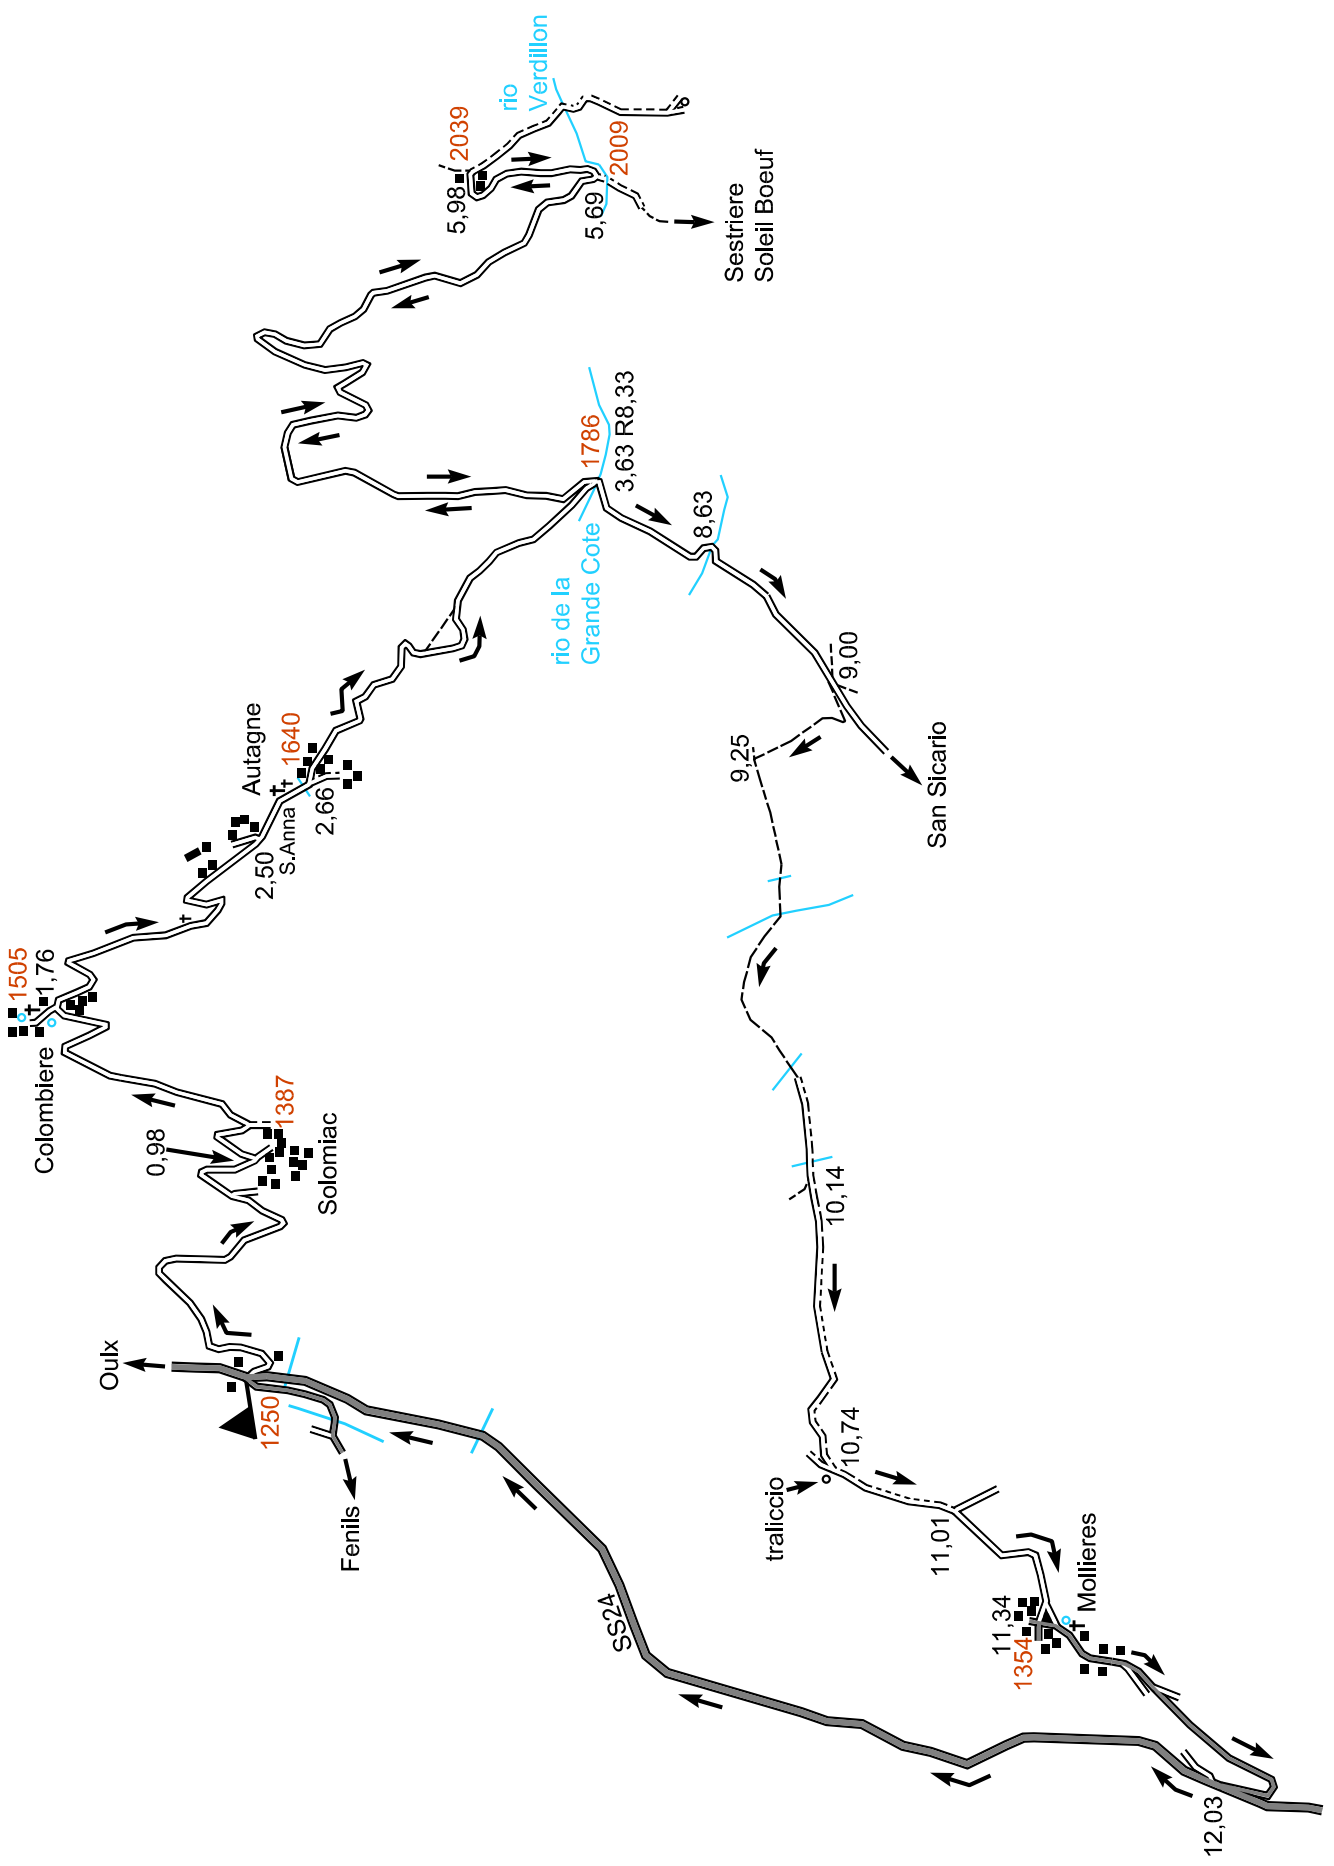 rio
Verdillon
2039
5,98
2009
5,69
Sestriere
Soleil Boeuf
1786
3,63 R8,33
rio de la
Grande Cote
8,63
9,00
San Sicario
9,25
Autagne
1640
S.Anna
2,66
2,50
1505
1,76
Colombiere
1387
0,98
Solomiac
Oulx
1250
Fenils
SS24
10,14
10,74
traliccio
11,01
11,34
1354
Mollieres
12,03